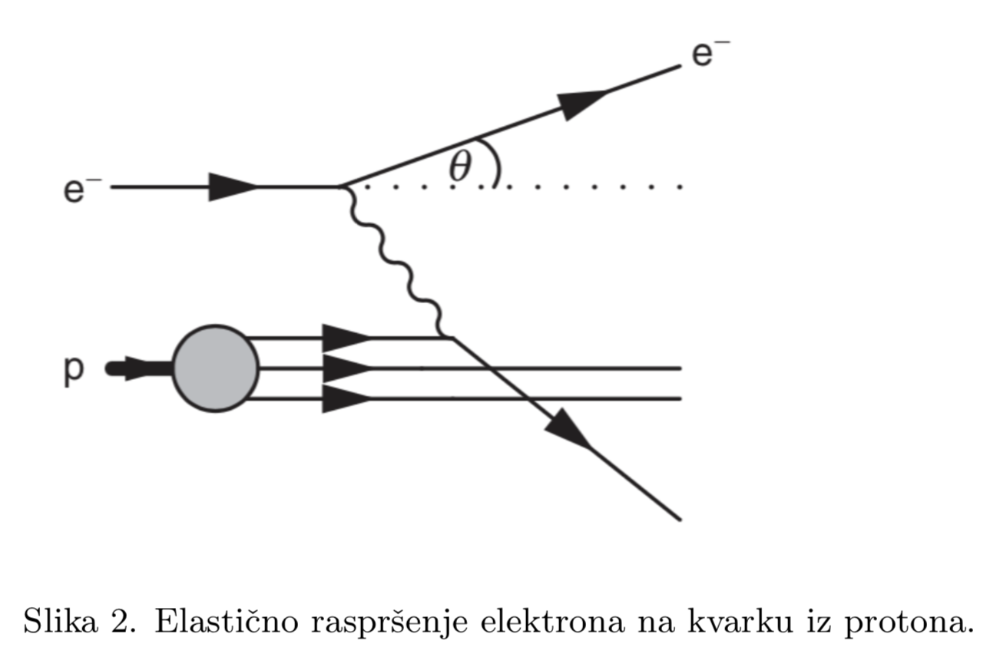 e⁻
θ
e⁻
p
Slika 2. Elastično raspršenje elektrona na kvarku iz protona.